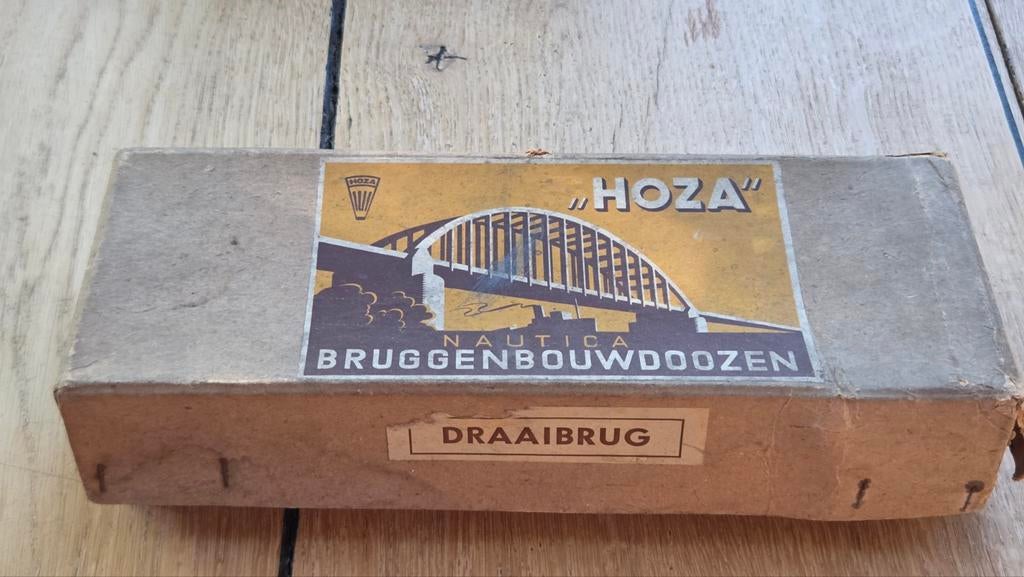 HOZA
„HOZA"
NAUTICA
BRUGGENBOUWDOOZEN
DRAAIBRUG